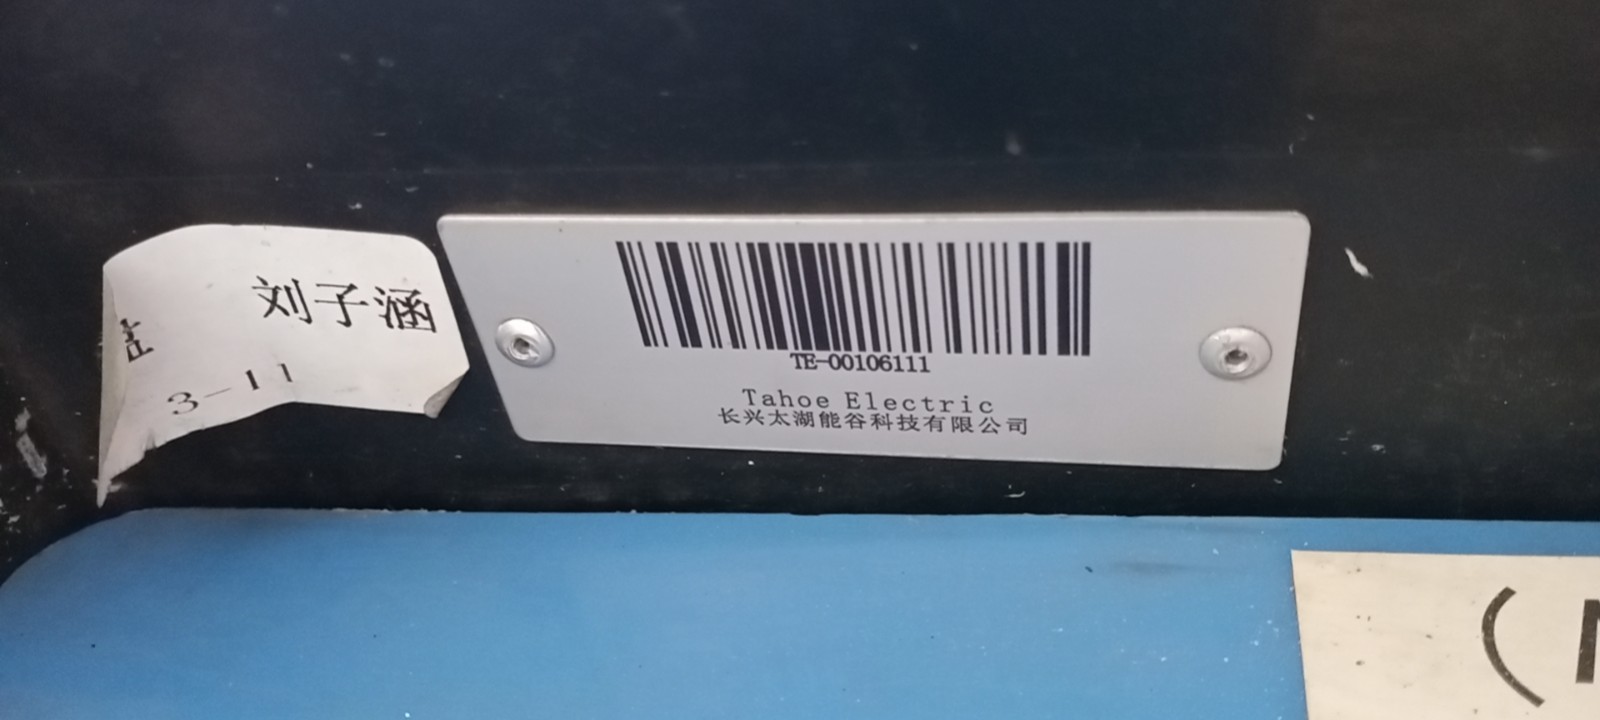 刘子涵
3-11
TE-00106111
Tahoe Electric
长兴太湖能谷科技有限公司
(